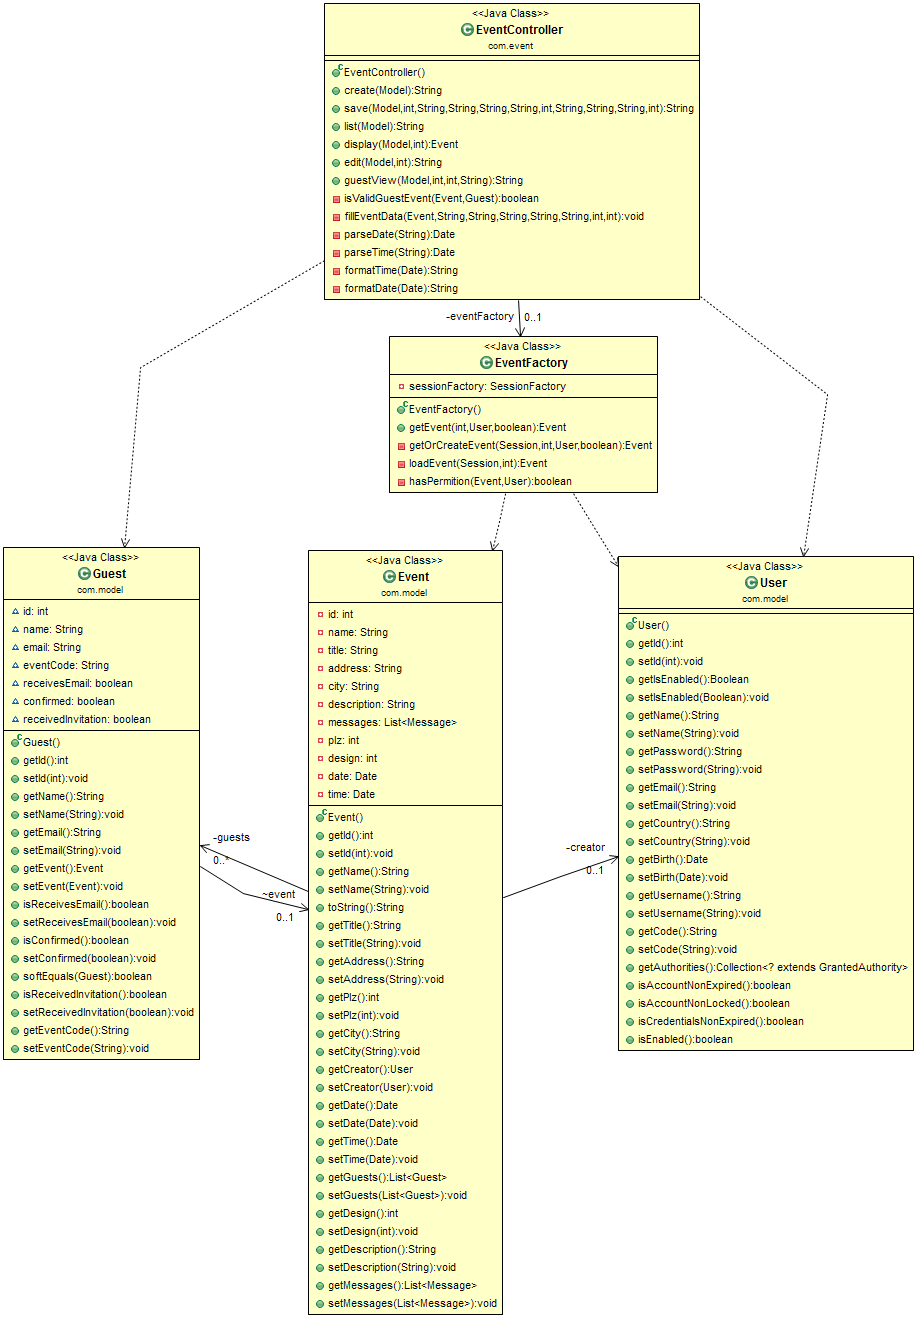 <<Java Class>>
EventController
com.event
EventController()
create(Model):String
save(Model,int,String,String,String,String,int,String,String,String,int):String
list(Model):String
display(Model,int):Event
edit(Model,int):String
guestView(Model,int,int,String):String
isValidGuestEvent(Event,Guest):boolean
fillEventData(Event,String,String,String,String,String,int,int):void
parseDate(String):Date
parseTime(String):Date
formatTime(Date):String
formatDate(Date):String
-eventFactory 0..1
<<Java Class>>
EventFactory
sessionFactory: SessionFactory
EventFactory()
getEvent(int,User,boolean):Event
getOrCreateEvent(Session,int,User,boolean):Event
loadEvent(Session,int):Event
hasPermition(Event,User):boolean
<<Java Class>>
Guest
com.model
id: int
name: String
email: String
eventCode: String
receivesEmail: boolean
confirmed: boolean
receivedInvitation: boolean
Guest()
getId():int
setId(int):void
getName():String
setName(String):void
getEmail():String
setEmail(String):void
getEvent():Event
setEvent(Event):void
isReceivesEmail():boolean
setReceivesEmail(boolean):void
isConfirmed():boolean
setConfirmed(boolean):void
softEquals(Guest):boolean
isReceivedInvitation():boolean
setReceivedInvitation(boolean):void
getEventCode():String
setEventCode(String):void
-guests
0..*
~event
0..1
<<Java Class>>
Event
com.model
id: int
name: String
title: String
address: String
city: String
description: String
messages: List<Message>
plz: int
design: int
date: Date
time: Date
Event()
getId():int
setId(int):void
getName():String
setName(String):void
toString():String
getTitle():String
setTitle(String):void
getAddress():String
setAddress(String):void
getPlz():int
setPlz(int):void
getCity():String
setCity(String):void
getCreator():User
setCreator(User):void
getDate():Date
setDate(Date):void
getTime():Date
setTime(Date):void
getGuests():List<Guest>
setGuests(List<Guest>):void
getDesign():int
setDesign(int):void
getDescription():String
setDescription(String):void
getMessages():List<Message>
setMessages(List<Message>):void
-creator
0..1
<<Java Class>>
User
com.model
User()
getId():int
setId(int):void
getIsEnabled():Boolean
setIsEnabled(Boolean):void
getName():String
setName(String):void
getPassword():String
setPassword(String):void
getEmail():String
setEmail(String):void
getCountry():String
setCountry(String):void
getBirth():Date
setBirth(Date):void
getUsername():String
setUsername(String):void
getCode():String
setCode(String):void
getAuthorities():Collection<? extends GrantedAuthority>
isAccountNonExpired():boolean
isAccountNonLocked():boolean
isCredentialsNonExpired():boolean
isEnabled():boolean